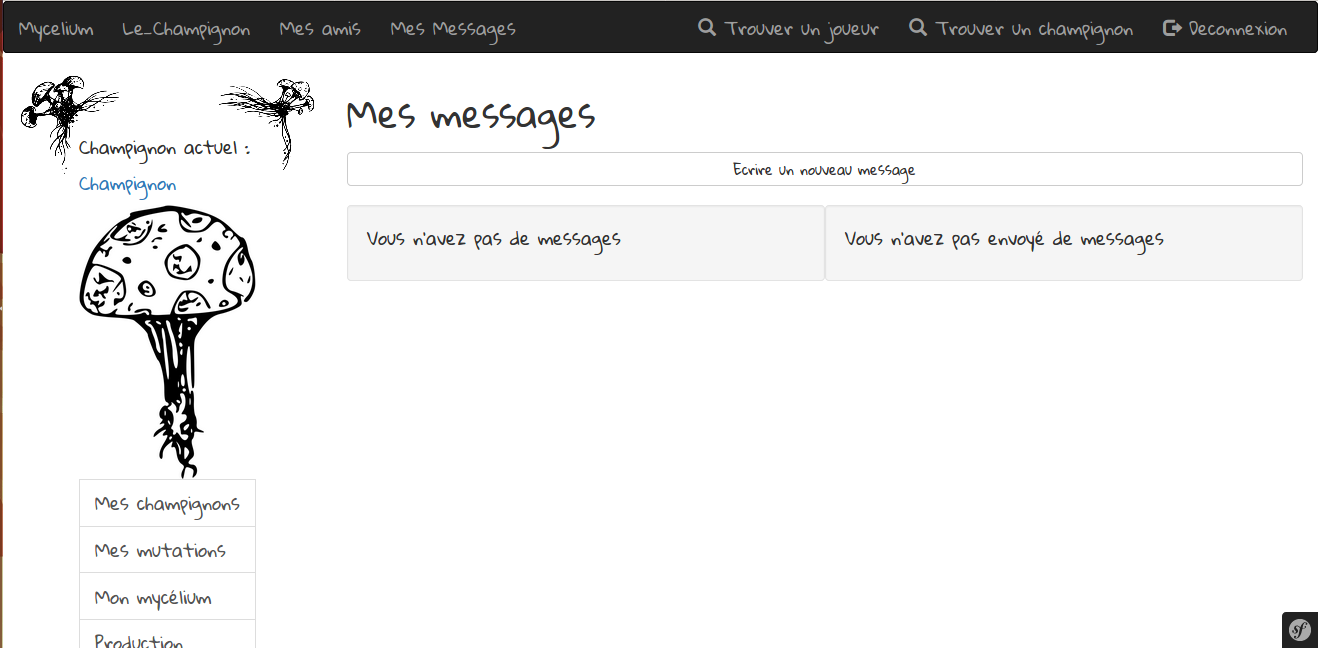 Mycelium Le_Champignon Mes amis Mes Messages Trouver un joueur Trouver un champignon Deconnexion
Champignon actuel :
Champignon
Mes messages
Ecrire un nouveau message
Vous n'avez pas de messages
Vous n'avez pas envoyé de messages
Mes champignons
Mes mutations
Mon mycélium
Production
sf